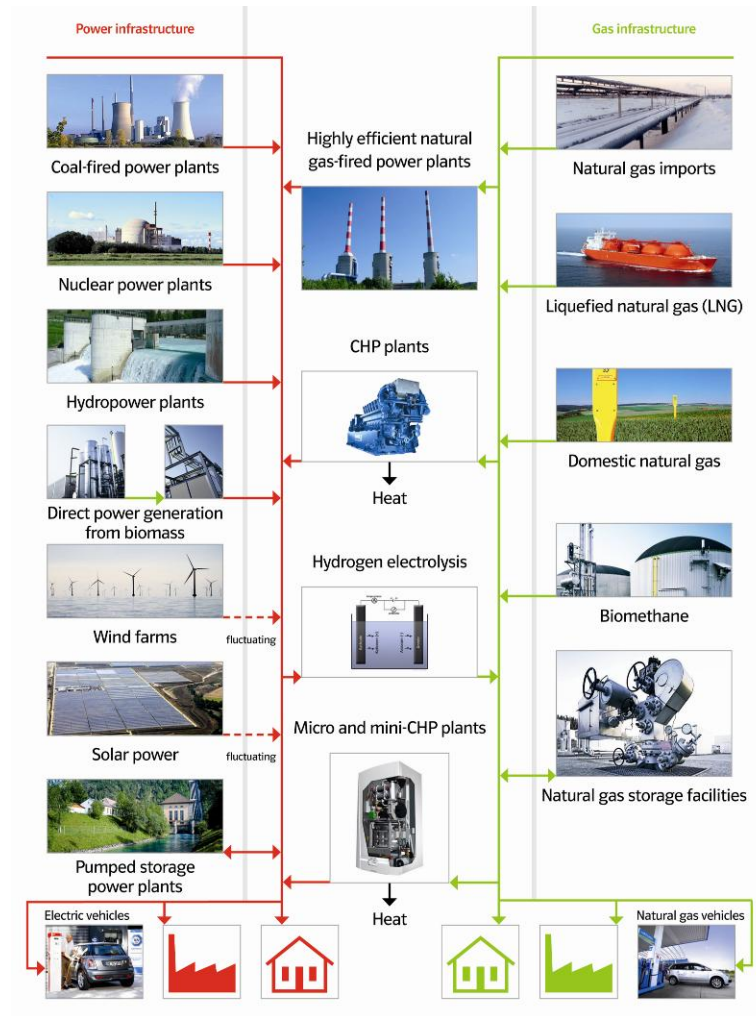 Power infrastructure
Gas infrastructure
Coal-fired power plants
Highly efficient natural
gas-fired power plants
Natural gas imports
Nuclear power plants
Liquefied natural gas (LNG)
CHP plants
Hydropower plants
Heat
Domestic natural gas
Direct power generation
from biomass
Hydrogen electrolysis
Wind farms
fluctuating
Biomethane
Micro and mini-CHP plants
Solar power
fluctuating
Natural gas storage facilities
Pumped storage
power plants
Heat
Electric vehicles
Natural gas vehicles